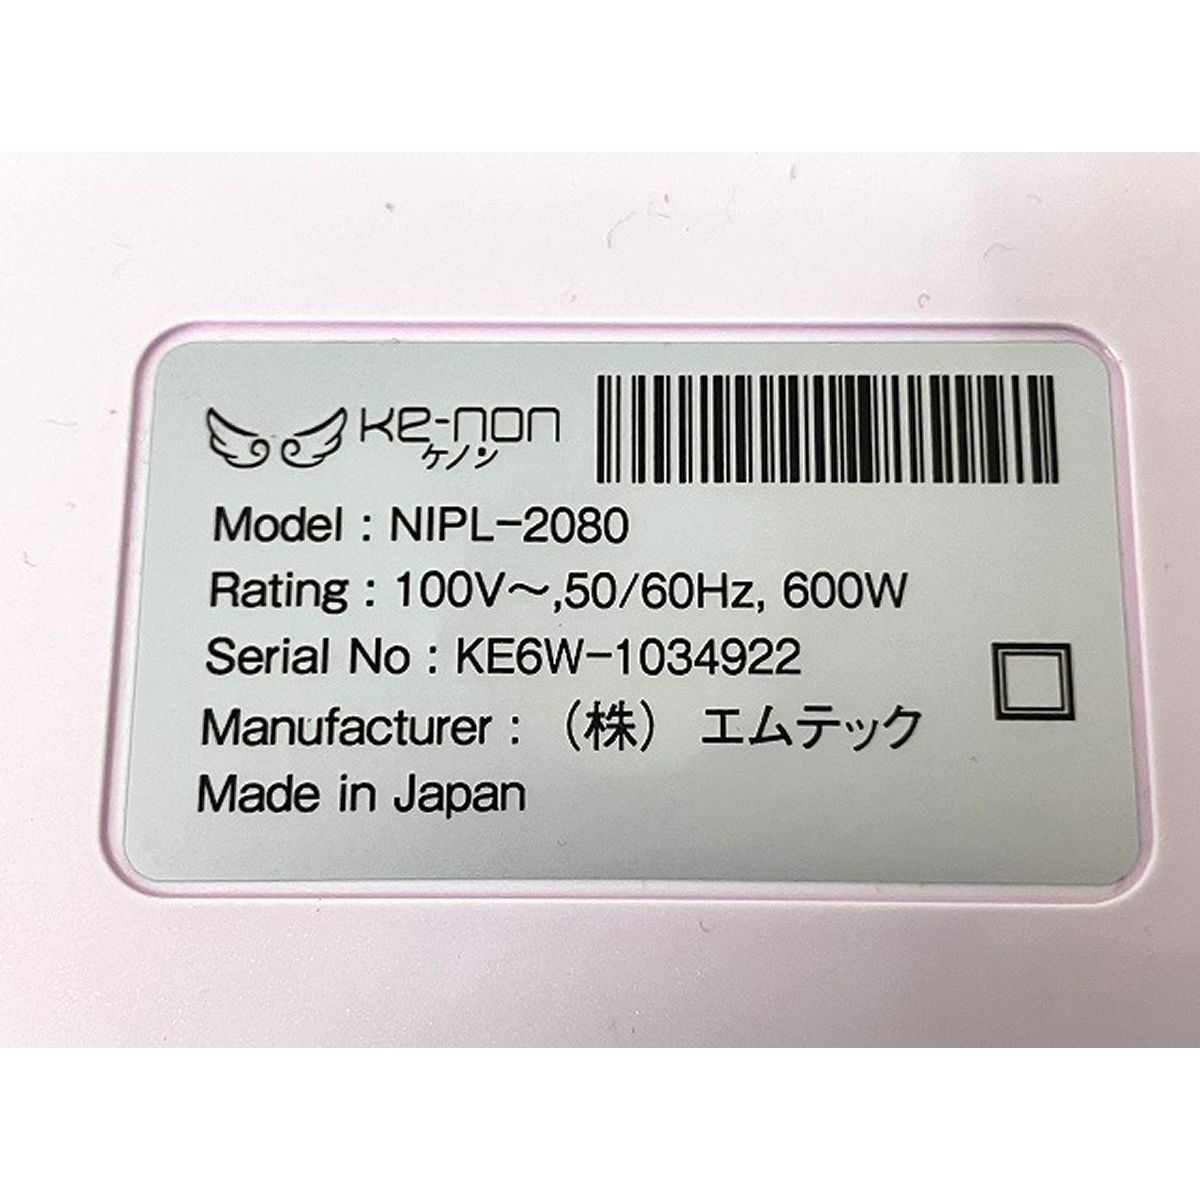 Ke-non
ケノン
Model : NIPL-2080
Rating : 100V～,50/60Hz, 600W
Serial No : KE6W-1034922
Manufacturer : （株） エムテック
Made in Japan